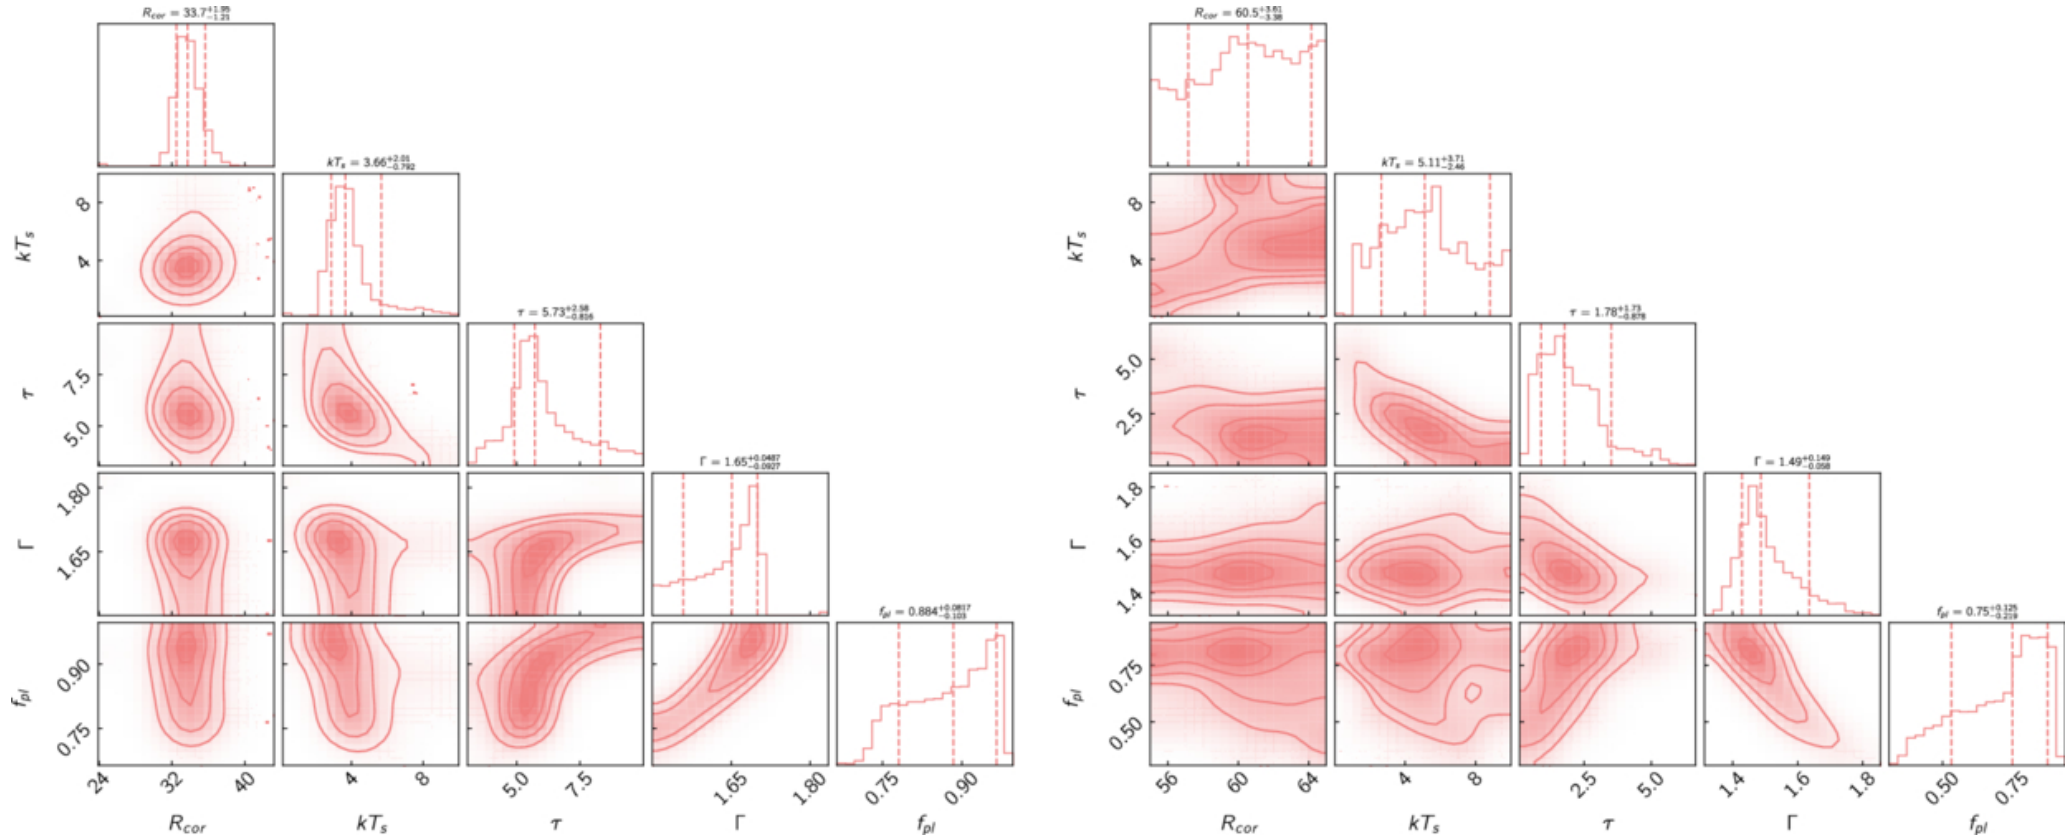 R_cor = 33.7^{+1.95}_{-1.21}
R_cor = 60.5^{+3.61}_{-3.38}
kT_s = 3.66^{+2.01}_{-0.792}
kT_s = 5.11^{+3.71}_{-2.46}
kT_s 8 4
kT_s 8 4
τ = 5.73^{+2.58}_{-0.816}
τ = 1.78^{+1.73}_{-0.878}
τ 7.5 5.0
τ 5.0 2.5
Γ = 1.65^{+0.0487}_{-0.0927}
Γ = 1.49^{+0.149}_{-0.058}
Γ 1.80 1.65
Γ 1.8 1.6 1.4
f_pl = 0.884^{+0.0817}_{-0.103}
f_pl = 0.75^{+0.125}_{-0.219}
f_pl 0.90 0.75
f_pl 0.75 0.50
24 32 40 4 8 5.0 7.5 1.65 1.80 0.75 0.90
56 60 64 4 8 2.5 5.0 1.4 1.6 1.8 0.50 0.75
R_cor kT_s τ Γ f_pl
R_cor kT_s τ Γ f_pl